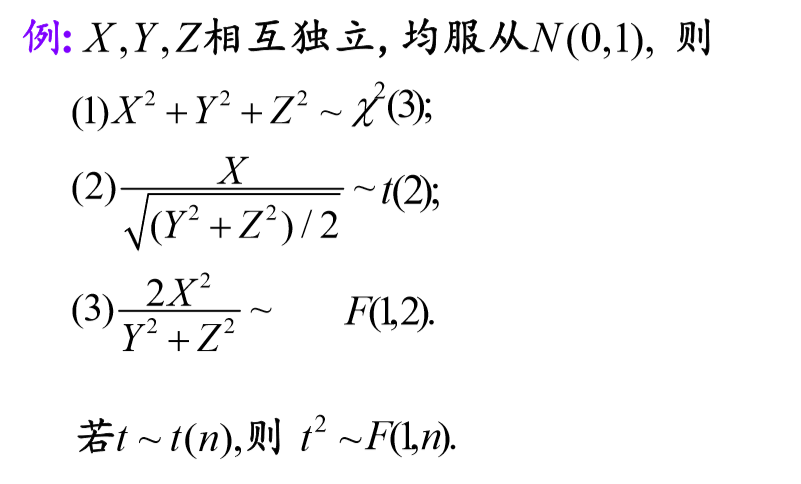 例: X,Y,Z相互独立, 均服从N(0,1), 则
(1)X² + Y² + Z² ~ χ²(3);
(2) X / √((Y² + Z²) / 2) ~ t(2);
(3) 2X² / (Y² + Z²) ~ F(1,2).
若t ~ t(n),则 t² ~F(1,n).